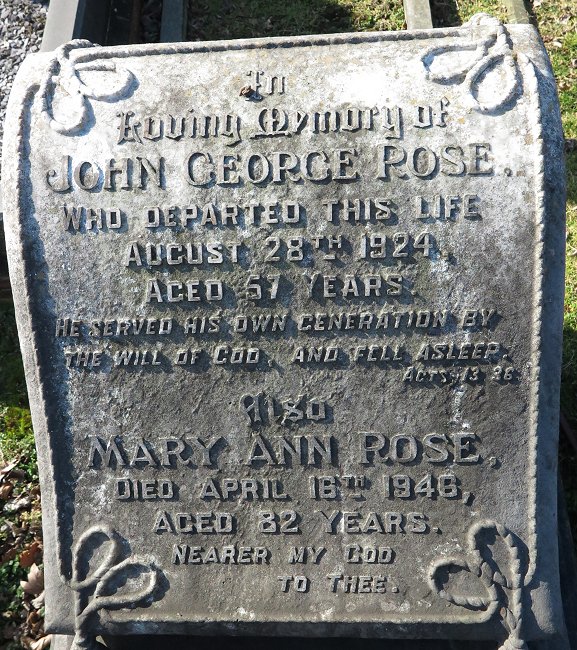 In
Loving Memory of
JOHN GEORGE ROSE.
WHO DEPARTED THIS LIFE
AUGUST 28TH 1924,
AGED 57 YEARS.
HE SERVED HIS OWN GENERATION BY
THE WILL OF GOD, AND FELL ASLEEP.
ACTS, 13 36.
Also
MARY ANN ROSE,
DIED APRIL 16TH 1946,
AGED 82 YEARS.
NEARER MY GOD
TO THEE.